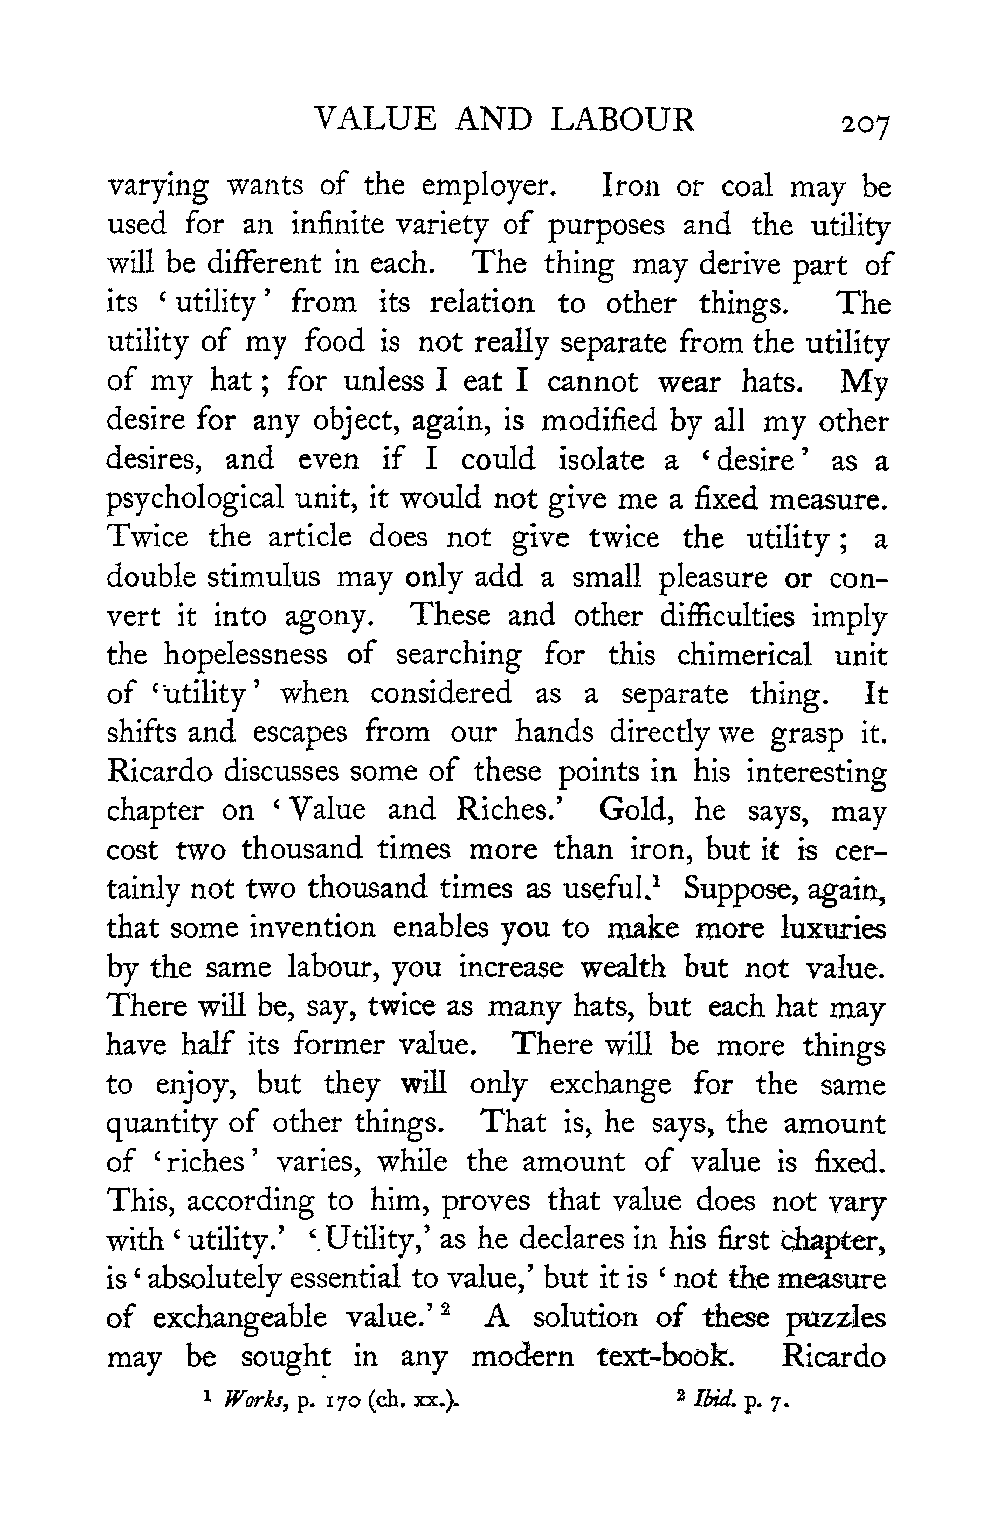 VALUE AND LABOUR 207
varying wants of the employer. Iron or coal may be
used for an infinite variety of purposes and the utility
will be different in each. The thing may derive part of
its ‘utility’ from its relation to other things. The
utility of my food is not really separate from the utility
of my hat; for unless I eat I cannot wear hats. My
desire for any object, again, is modified by all my other
desires, and even if I could isolate a ‘desire’ as a
psychological unit, it would not give me a fixed measure.
Twice the article does not give twice the utility; a
double stimulus may only add a small pleasure or con-
vert it into agony. These and other difficulties imply
the hopelessness of searching for this chimerical unit
of ‘utility’ when considered as a separate thing. It
shifts and escapes from our hands directly we grasp it.
Ricardo discusses some of these points in his interesting
chapter on ‘Value and Riches.’ Gold, he says, may
cost two thousand times more than iron, but it is cer-
tainly not two thousand times as useful.¹ Suppose, again,
that some invention enables you to make more luxuries
by the same labour, you increase wealth but not value.
There will be, say, twice as many hats, but each hat may
have half its former value. There will be more things
to enjoy, but they will only exchange for the same
quantity of other things. That is, he says, the amount
of ‘riches’ varies, while the amount of value is fixed.
This, according to him, proves that value does not vary
with ‘utility.’ ‘Utility,’ as he declares in his first chapter,
is ‘absolutely essential to value,’ but it is ‘not the measure
of exchangeable value.’² A solution of these puzzles
may be sought in any modern text-book. Ricardo
¹ Works, p. 170 (ch. xx.). ² Ibid. p. 7.